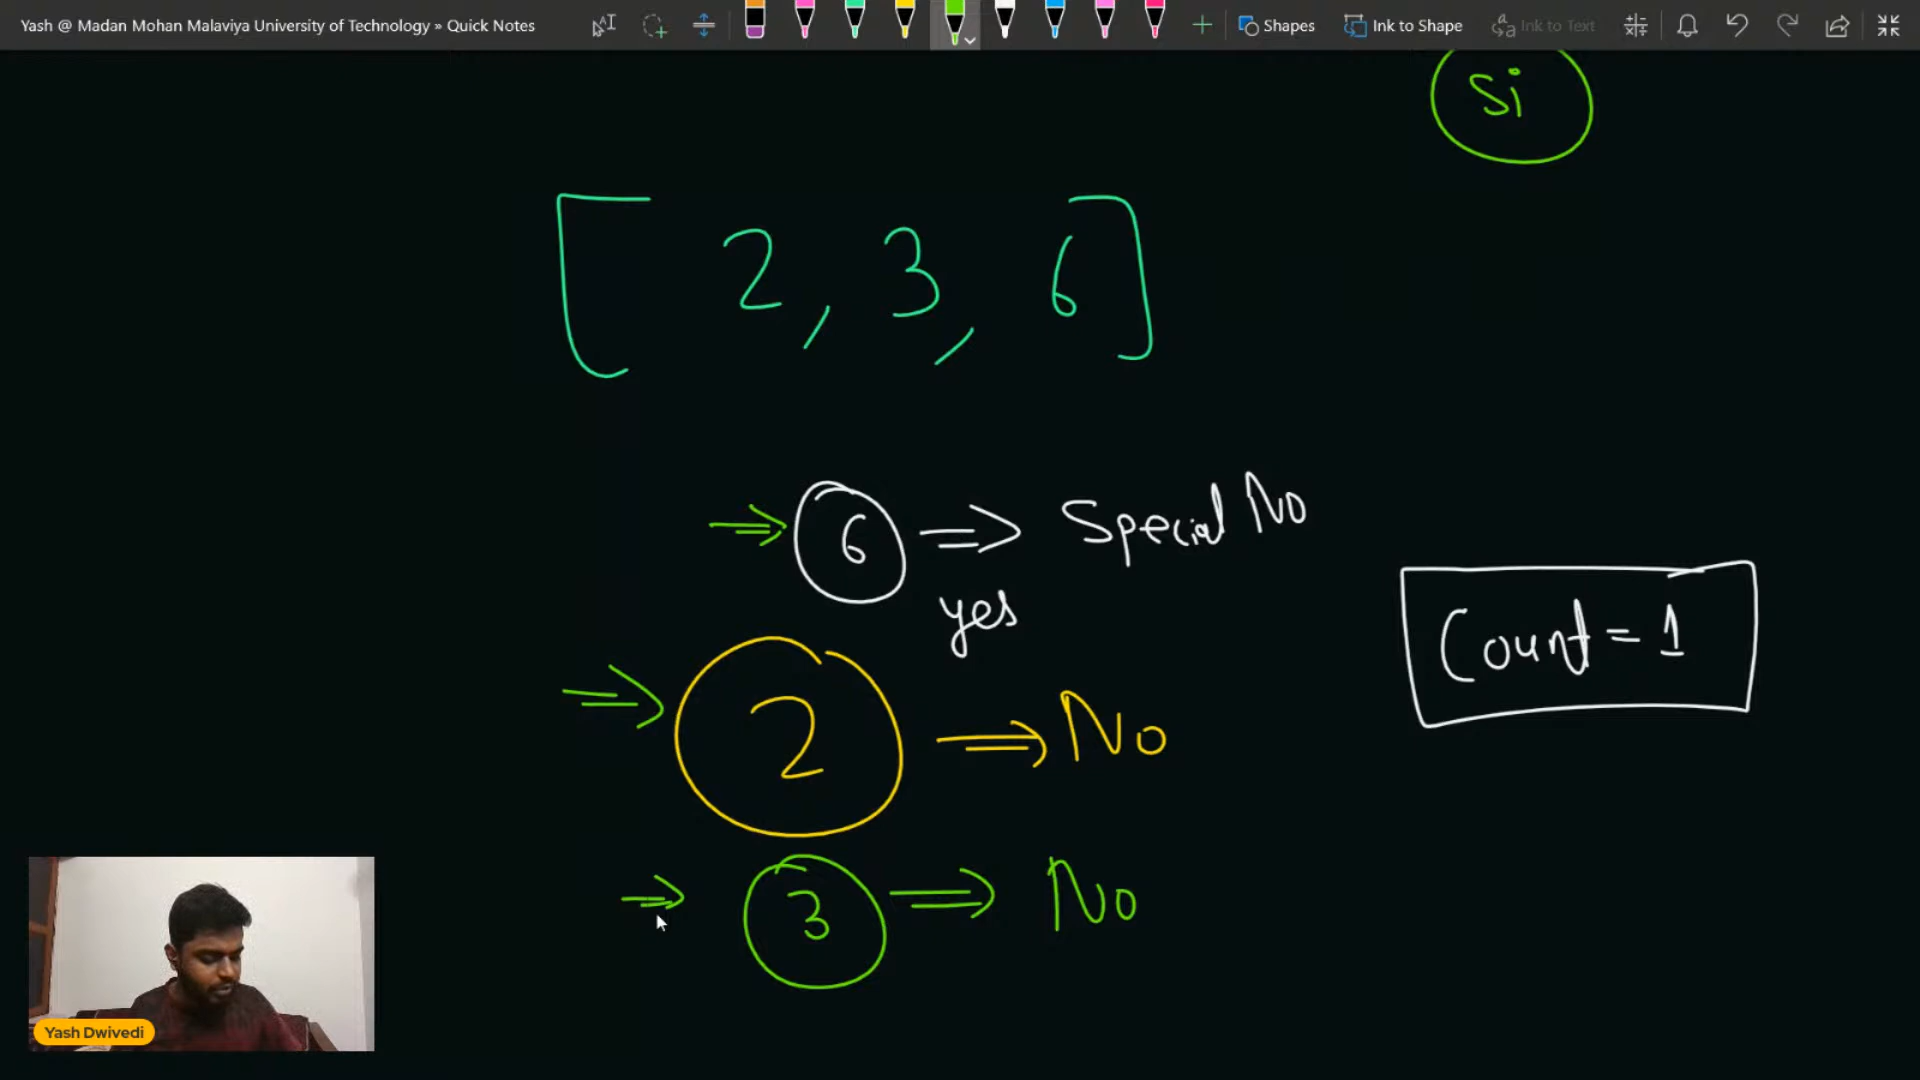 Yash @ Madan Mohan Malaviya University of Technology » Quick Notes
Shapes
Ink to Shape
Ink to Text
Si
[ 2, 3, 6 ]
6 => Special No
yes
Count = 1
2 => No
3 => No
Yash Dwivedi